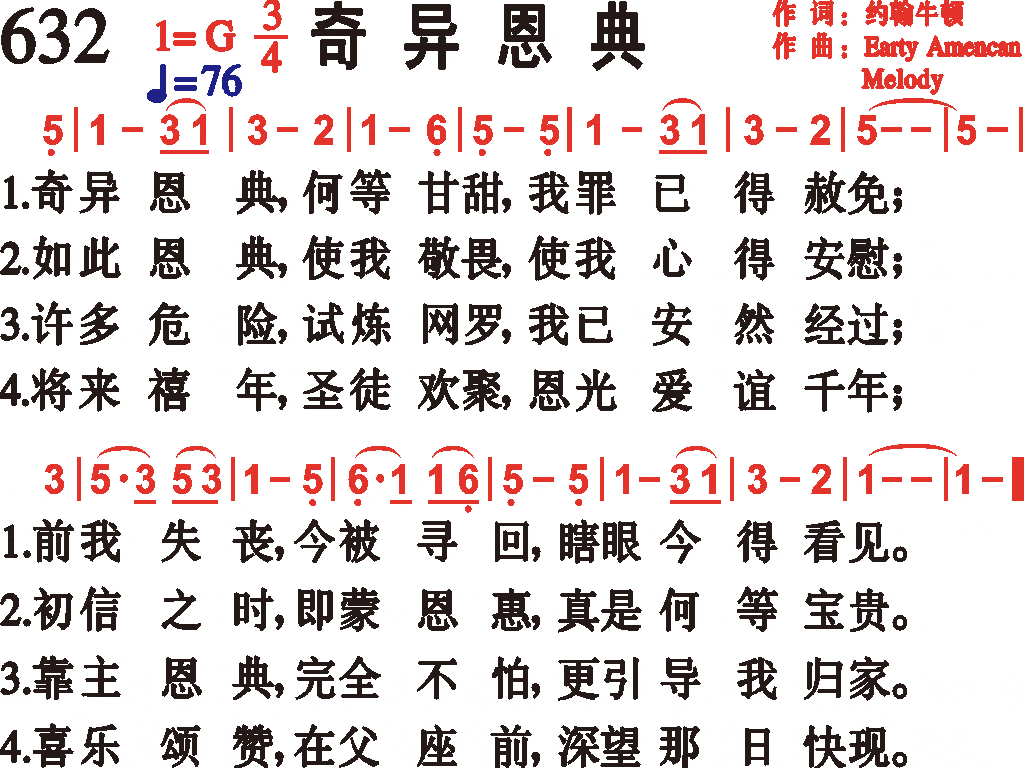 632 1=G 3/4 奇异恩典 作 词：约翰牛顿
♩=76 作 曲：Earty Amencan
Melody
5 | 1 - 3 1 | 3 - 2 | 1 - 6 | 5 - 5 | 1 - 3 1 | 3 - 2 | 5 - - | 5 - |
1.奇异 恩 典,何等 甘甜,我罪 已 得 赦免；
2.如此 恩 典,使我 敬畏,使我 心 得 安慰；
3.许多 危 险,试炼 网罗,我已 安 然 经过；
4.将来 禧 年,圣徒 欢聚,恩光 爱 谊 千年；
3 | 5 · 3 5 3 | 1 - 5 | 6 · 1 1 6 | 5 - 5 | 1 - 3 1 | 3 - 2 | 1 - - | 1 -
1.前我 失 丧,今被 寻 回,瞎眼 今 得 看见。
2.初信 之 时,即蒙 恩 惠,真是 何 等 宝贵。
3.靠主 恩 典,完全 不 怕,更引 导 我 归家。
4.喜乐 颂 赞,在父 座 前,深望 那 日 快现。